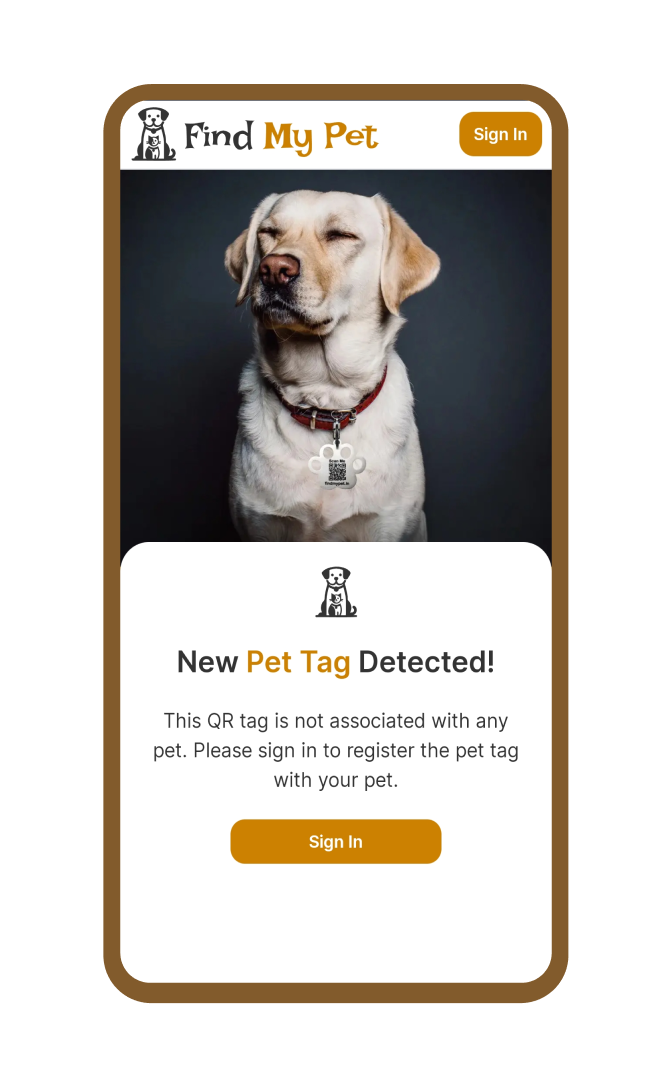 Find My Pet
Sign In
Scan Me
findmypet.in
New Pet Tag Detected!
This QR tag is not associated with any
pet. Please sign in to register the pet tag
with your pet.
Sign In